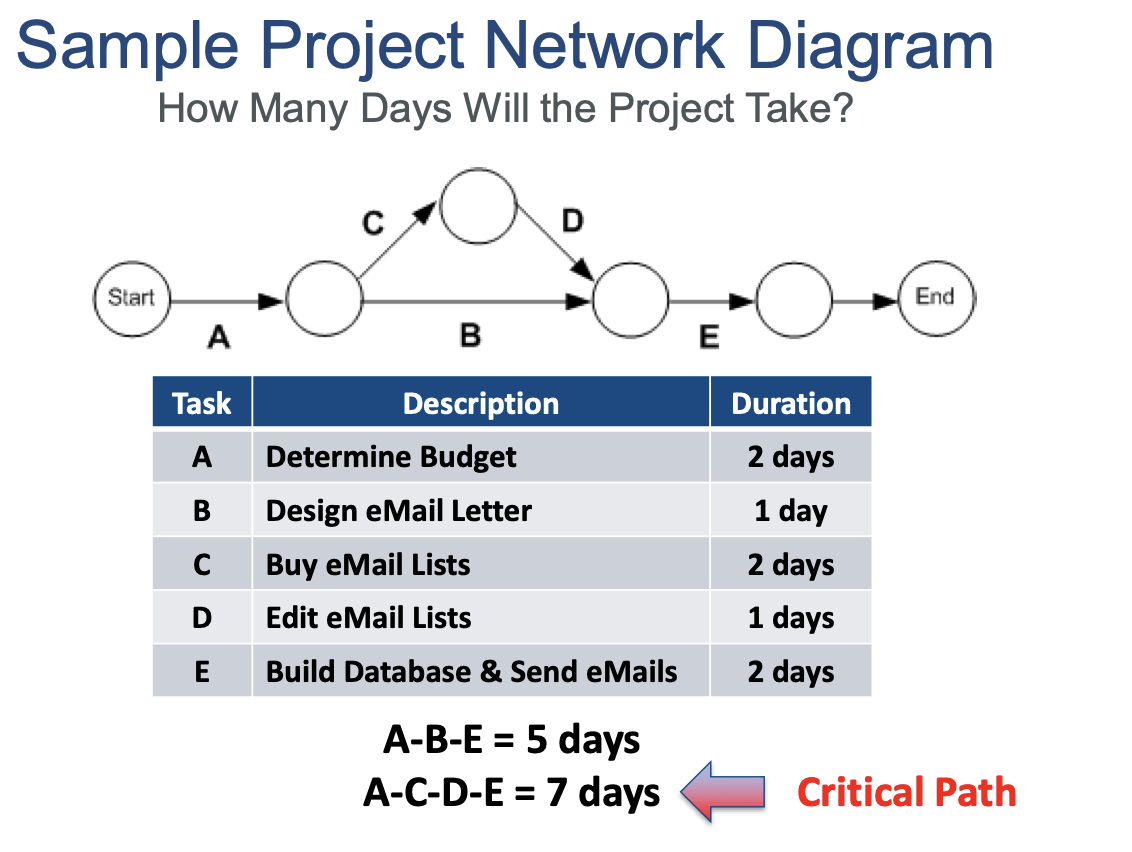 Sample Project Network Diagram
How Many Days Will the Project Take?
C
D
Start
End
A
B
E
Task Description Duration
A Determine Budget 2 days
B Design eMail Letter 1 day
C Buy eMail Lists 2 days
D Edit eMail Lists 1 days
E Build Database & Send eMails 2 days
A-B-E = 5 days
A-C-D-E = 7 days Critical Path